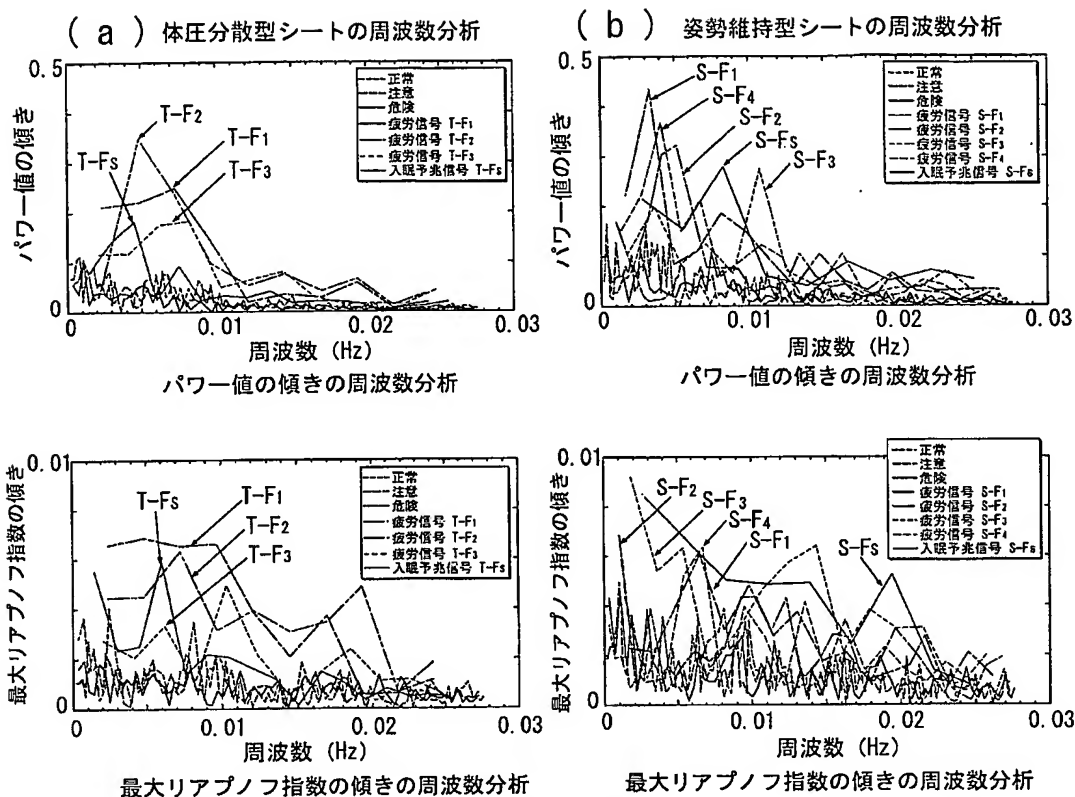 (a) 体圧分散型シートの周波数分析
パワー値の傾き
0.5
0
正常
注意
危険
疲労信号 T-F1
疲労信号 T-F2
疲労信号 T-F3
入眠予兆信号 T-Fs
T-F2
T-F1
T-Fs
T-F3
0
0.01
0.02
0.03
周波数 (Hz)
パワー値の傾きの周波数分析
(b) 姿勢維持型シートの周波数分析
パワー値の傾き
0.5
0
正常
注意
危険
疲労信号 S-F1
疲労信号 S-F2
疲労信号 S-F3
疲労信号 S-F4
入眠予兆信号 S-Fs
S-F1
S-F4
S-F2
S-Fs
S-F3
0
0.01
0.02
0.03
周波数 (Hz)
パワー値の傾きの周波数分析
最大リアプノフ指数の傾き
0.01
0
正常
注意
危険
疲労信号 T-F1
疲労信号 T-F2
疲労信号 T-F3
入眠予兆信号 T-Fs
T-Fs
T-F1
T-F2
T-F3
0
0.01
0.02
0.03
周波数 (Hz)
最大リアプノフ指数の傾きの周波数分析
最大リアプノフ指数の傾き
0.01
0
正常
注意
危険
疲労信号 S-F1
疲労信号 S-F2
疲労信号 S-F3
疲労信号 S-F4
入眠予兆信号 S-Fs
S-F2
S-F3
S-F4
S-F1
S-Fs
0
0.01
0.02
0.03
周波数 (Hz)
最大リアプノフ指数の傾きの周波数分析